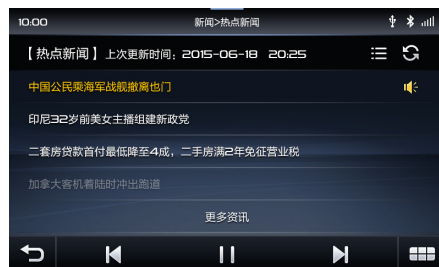 10:00 新闻>热点新闻
【热点新闻】上次更新时间：2015-06-18 20:25
中国公民乘海军战舰撤离也门
印尼32岁前美女主播组建新政党
二套房贷款首付最低降至4成，二手房满2年免征营业税
加拿大客机着陆时冲出跑道
更多资讯